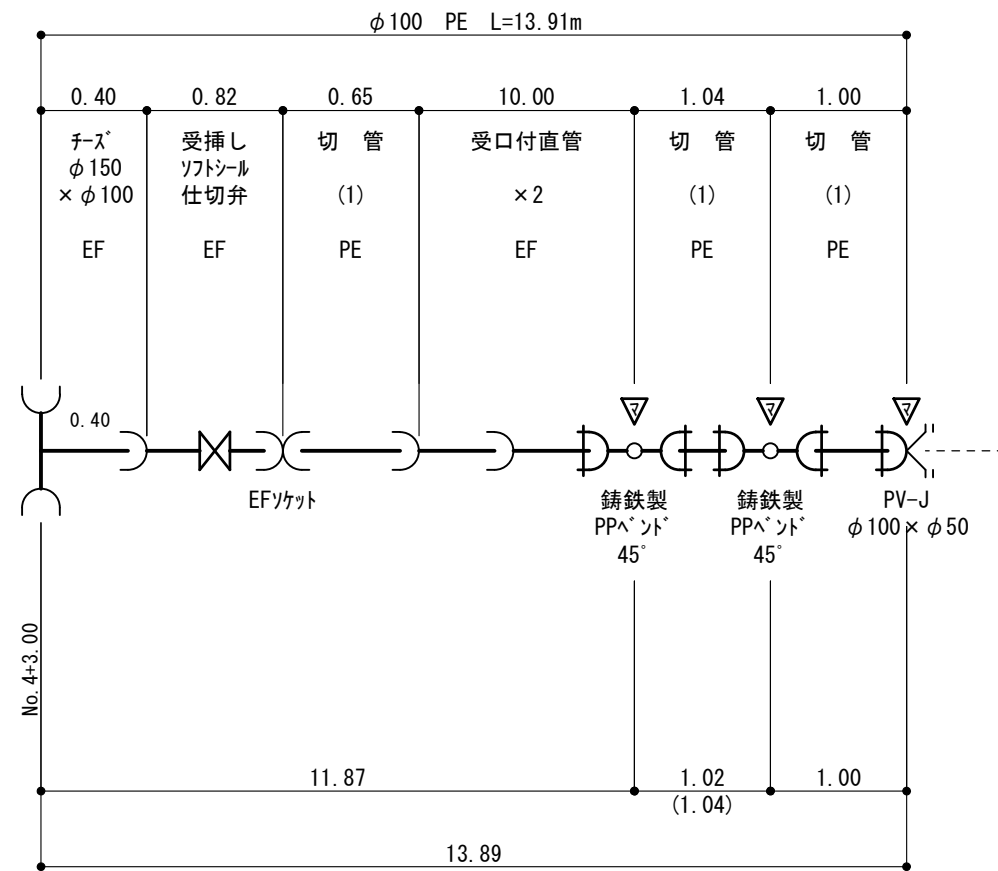 φ100 PE L=13.91m
0.40 0.82 0.65 10.00 1.04 1.00
ﾁｰｽﾞ
φ150
×φ100
EF
受挿し
ｿﾌﾄｼｰﾙ
仕切弁
EF
切 管
(1)
PE
受口付直管
×2
EF
切 管
(1)
PE
切 管
(1)
PE
0.40
マ
マ
マ
EFｿｹｯﾄ
鋳鉄製
PPﾍﾞﾝﾄﾞ
45°
鋳鉄製
PPﾍﾞﾝﾄﾞ
45°
PV-J
φ100×φ50
No.4+3.00
11.87 1.02 1.00
(1.04)
13.89